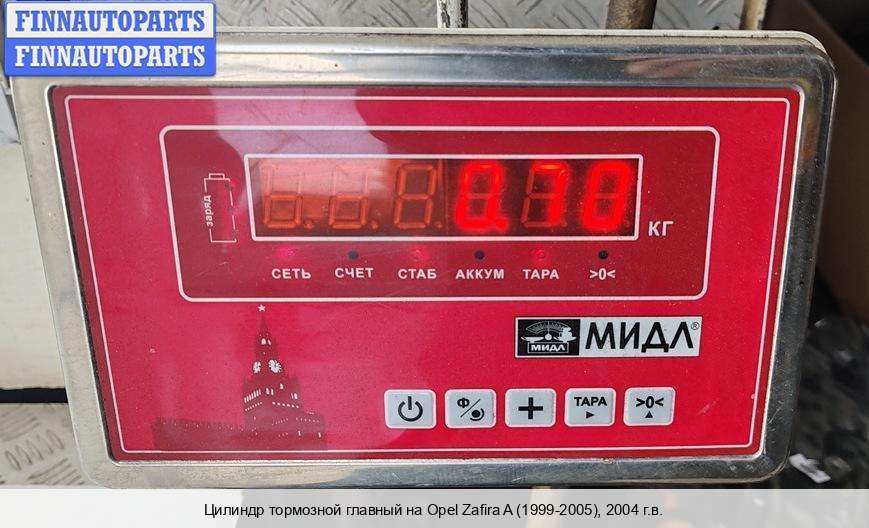 FINNAUTOPARTS
FINNAUTOPARTS
заряд
0.70
КГ
СЕТЬ СЧЕТ СТАБ АККУМ ТАРА >0<
МИДЛ МИДЛ®
Ф ТАРА >0<
Цилиндр тормозной главный на Opel Zafira A (1999-2005), 2004 г.в.